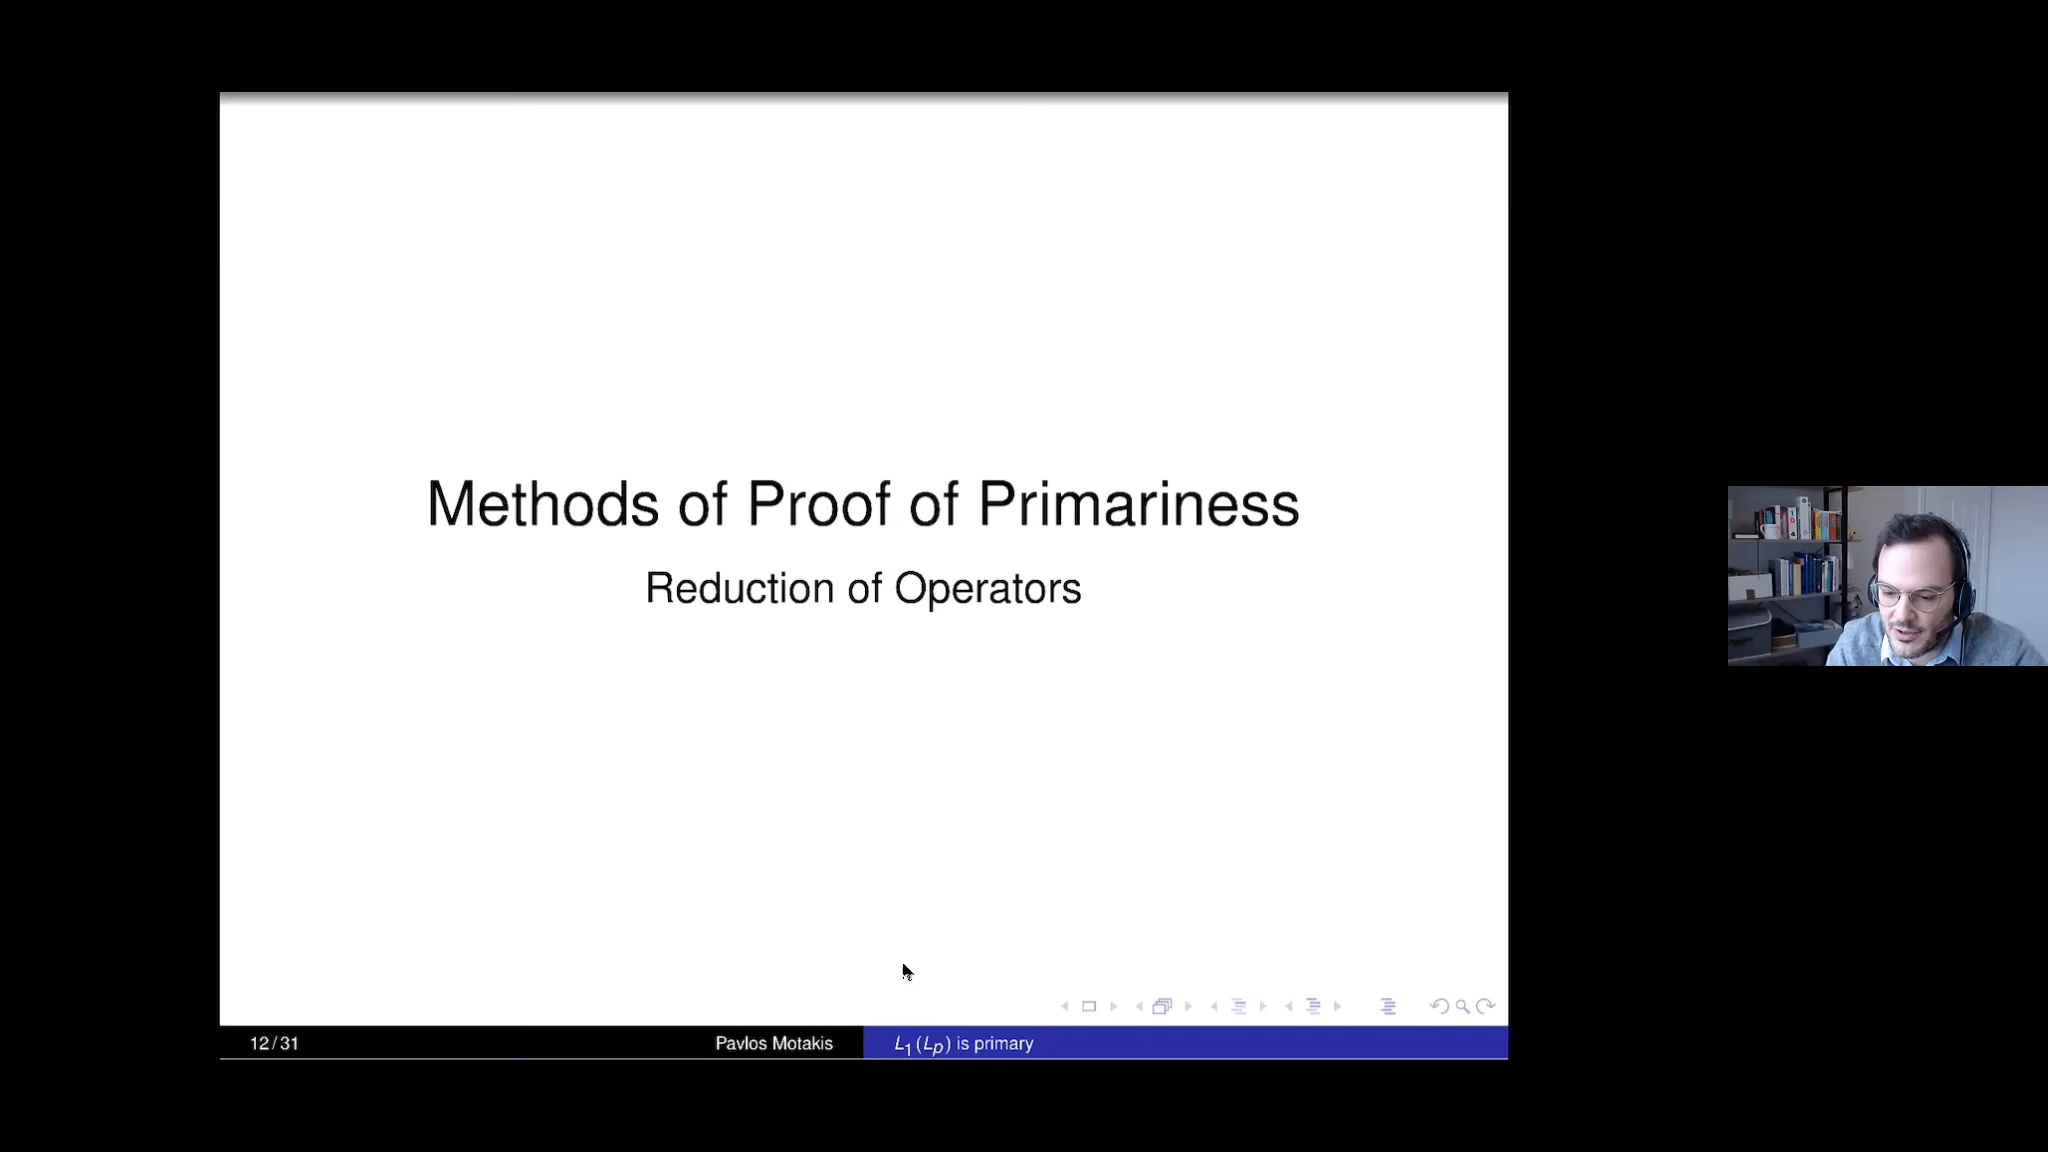 Methods of Proof of Primariness
Reduction of Operators
12/31
Pavlos Motakis
L₁(Lₚ) is primary